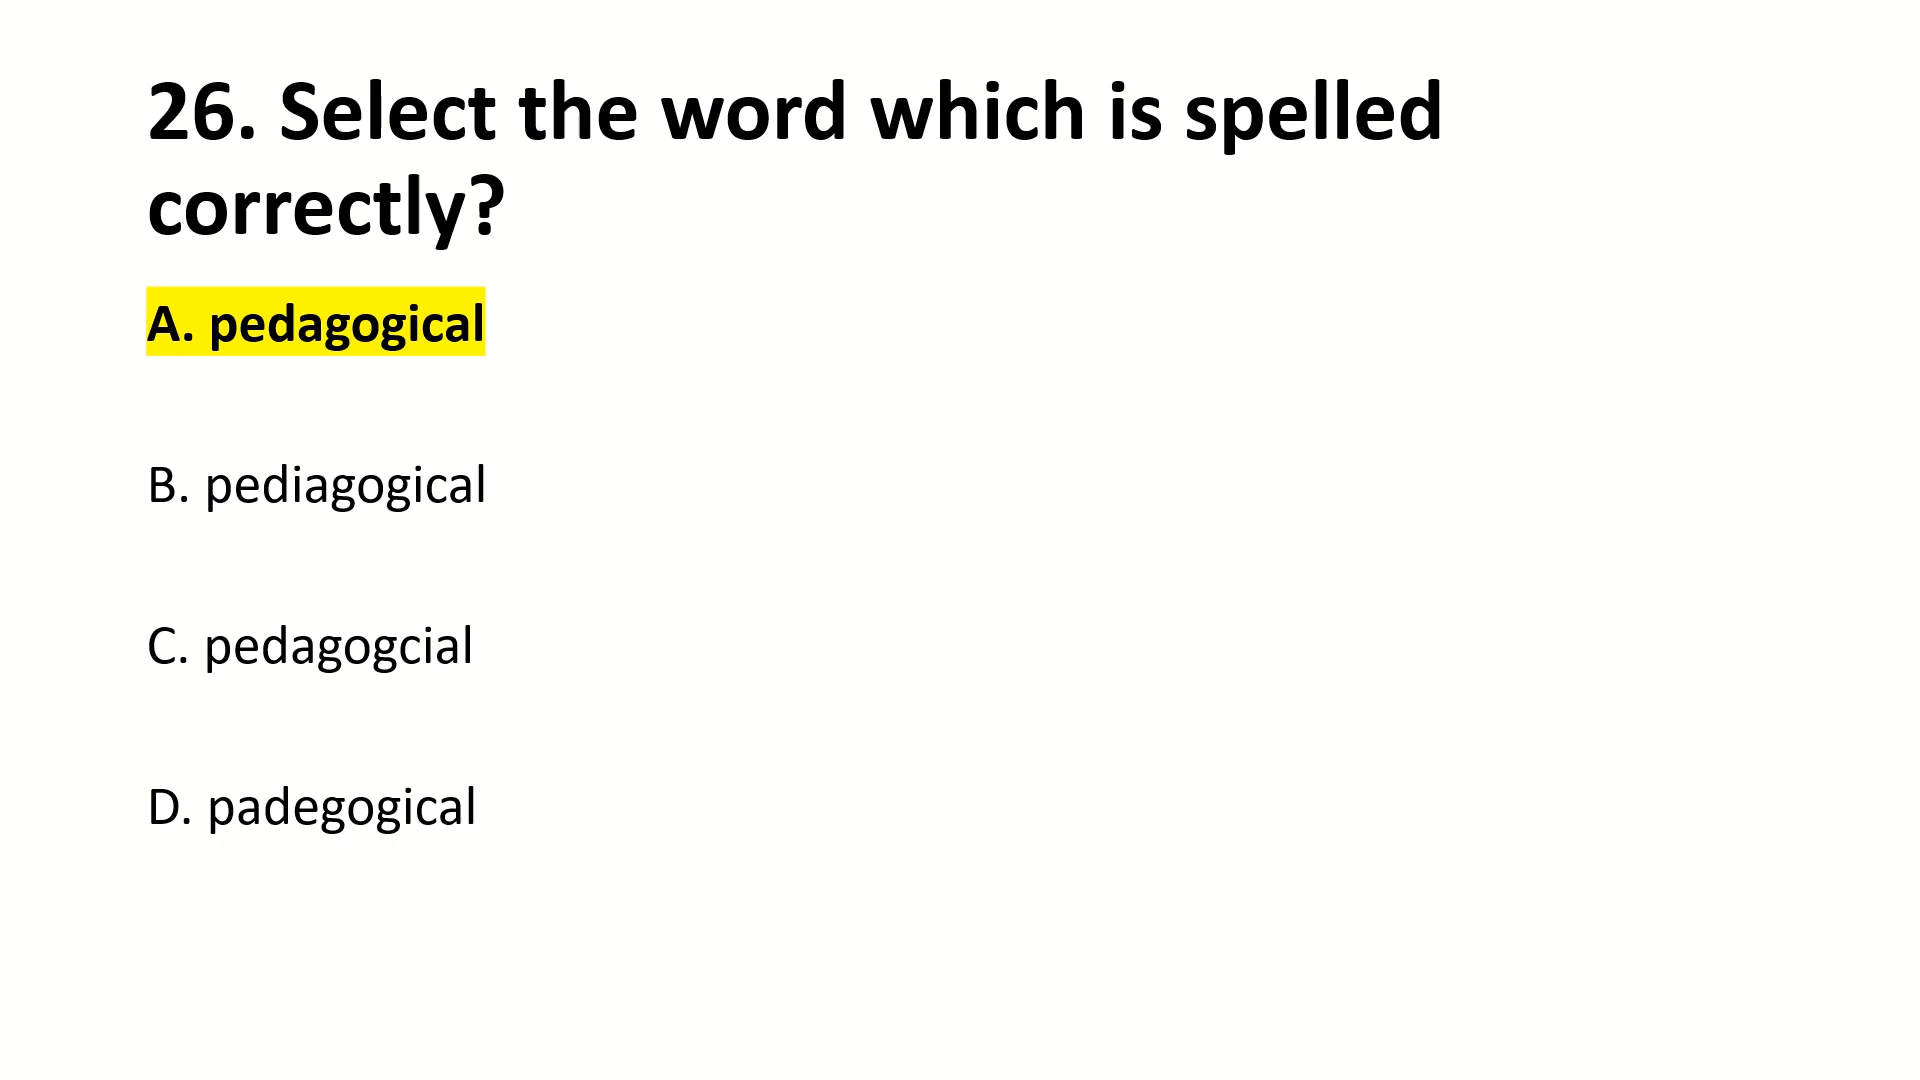 26. Select the word which is spelled
correctly?
A. pedagogical
B. pediagogical
C. pedagogcial
D. padegogical